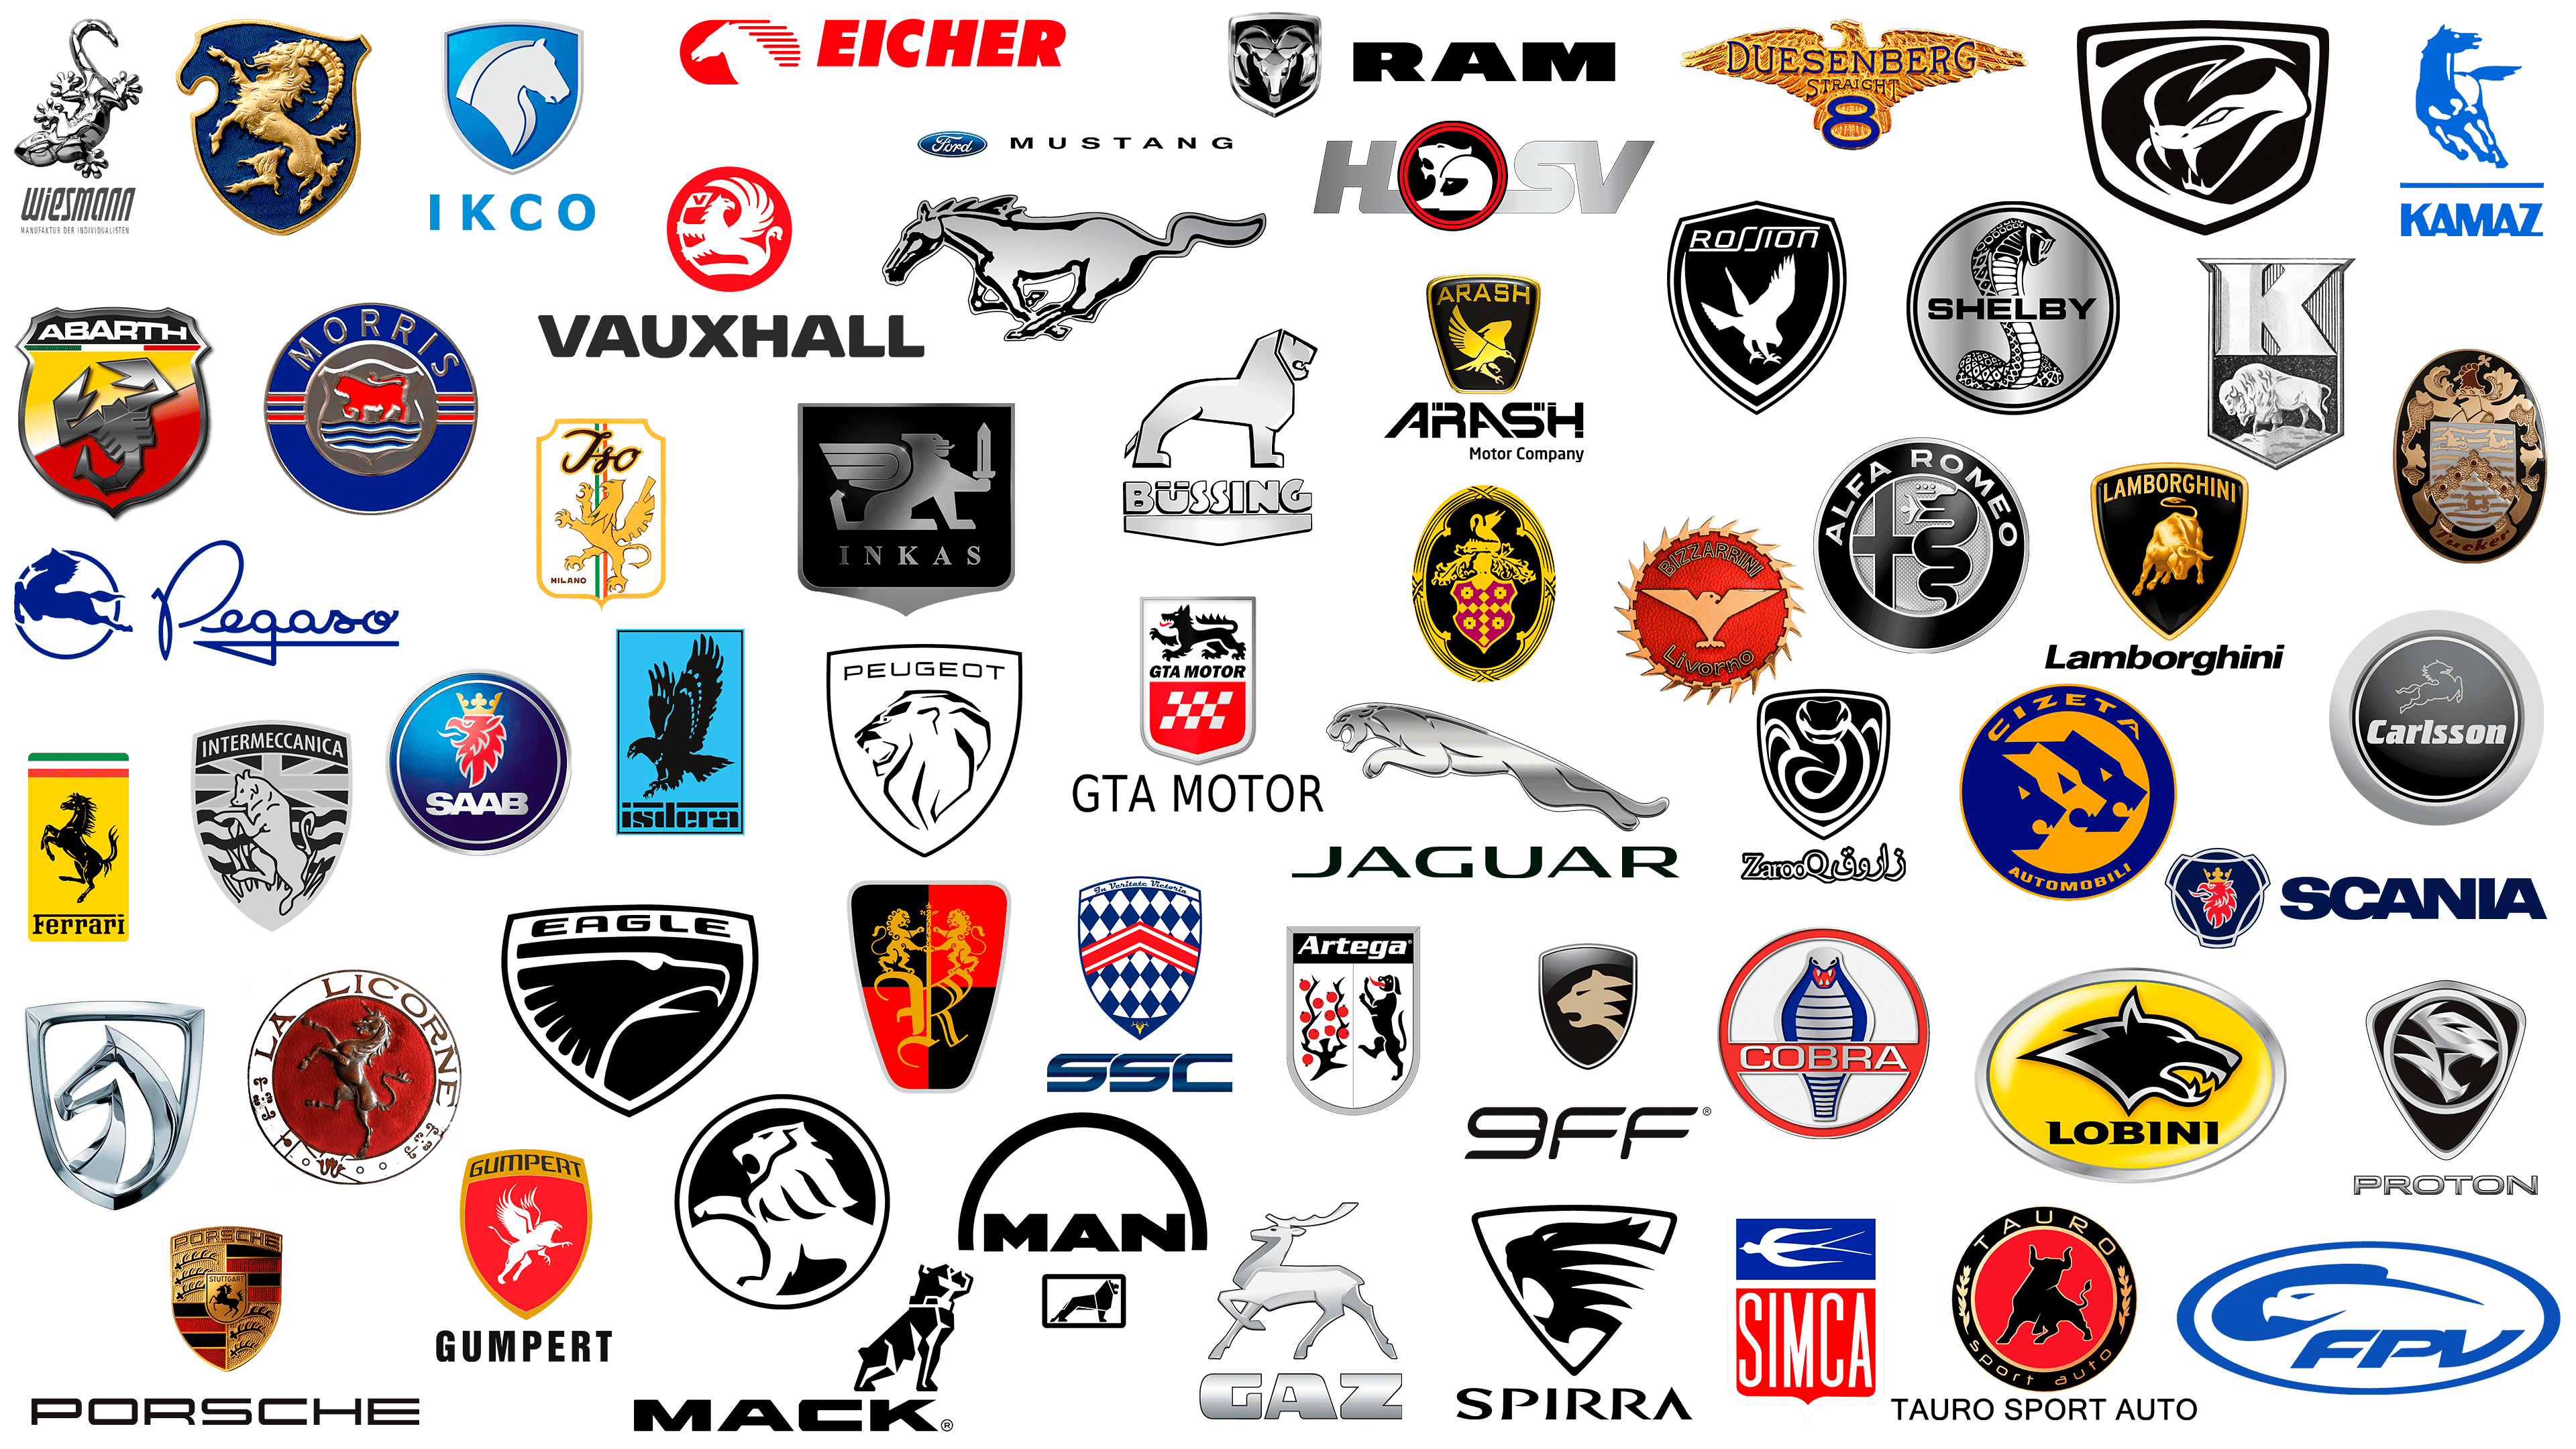 WIESMANN
MANUFAKTUR DER INDIVIDUALISTEN
IKCO
EICHER
RAM
DUESENBERG
STRAIGHT
8
KAMAZ
Ford
MUSTANG
HSV
V
VAUXHALL
ROSSION
SHELBY
K
ABARTH
MORRIS
ARASH
ARASH
Motor Company
Iso
MILANO
INKAS
BÜSSING
ALFA ROMEO
LAMBORGHINI
Lamborghini
Tucker
Pegaso
BIZZARRINI
Livorno
GTA MOTOR
GTA MOTOR
PEUGEOT
isdera
SAAB
INTERMECCANICA
Ferrari
JAGUAR
ZarooQ زاروق
CIZETA
AUTOMOBILI
Carlsson
SCANIA
EAGLE
R
In Veritate Victoria
SSC
Artega
9FF®
COBRA
LOBINI
PROTON
LA LICORNE
GUMPERT
GUMPERT
MAN
PORSCHE
STUTTGART
PORSCHE
MACK®
GAZ
SPIRRA
SIMCA
TAURO
sport auto
TAURO SPORT AUTO
FPV